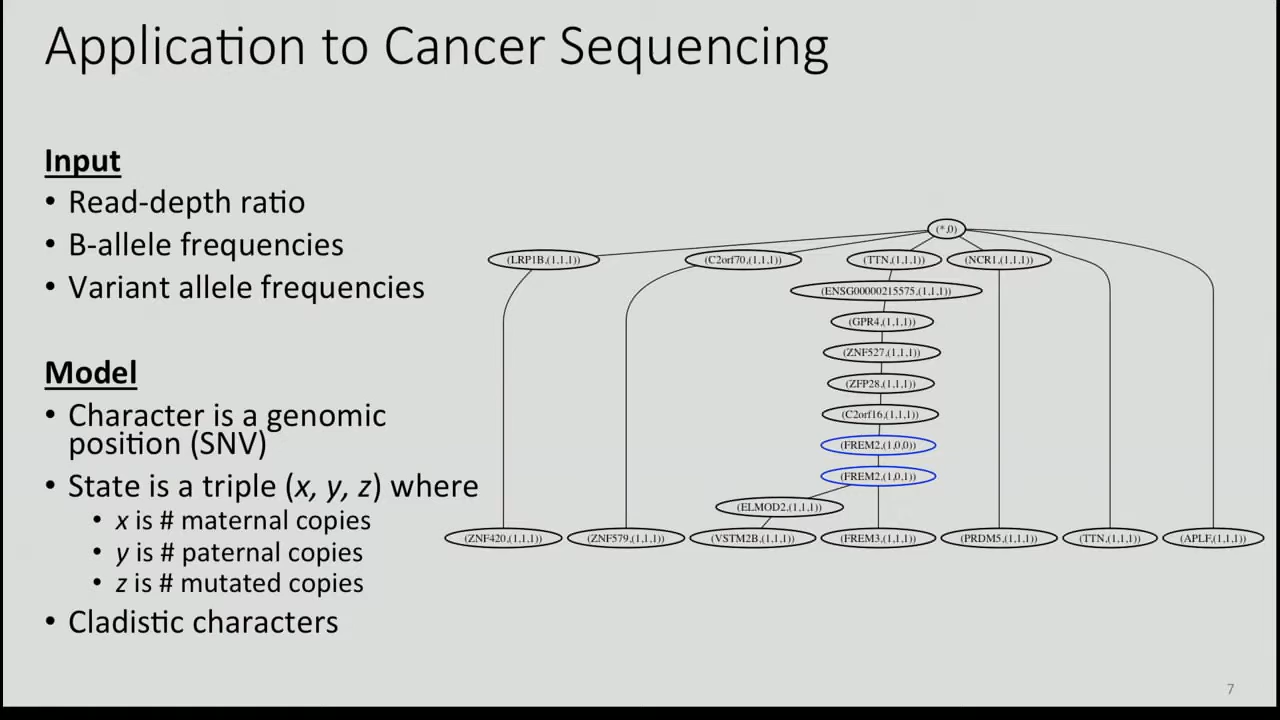 Application to Cancer Sequencing
Input
• Read-depth ratio
• B-allele frequencies
• Variant allele frequencies
Model
• Character is a genomic
position (SNV)
• State is a triple (x, y, z) where
• x is # maternal copies
• y is # paternal copies
• z is # mutated copies
• Cladistic characters
(*,0)
(LRP1B,(1,1,1))
(C2orf70,(1,1,1))
(TTN,(1,1,1))
(NCR1,(1,1,1))
(ENSG00000215575,(1,1,1))
(GPR4,(1,1,1))
(ZNF527,(1,1,1))
(ZFP28,(1,1,1))
(C2orf16,(1,1,1))
(FREM2,(1,0,0))
(FREM2,(1,0,1))
(ELMOD2,(1,1,1))
(ZNF420,(1,1,1))
(ZNF579,(1,1,1))
(VSTM2B,(1,1,1))
(FREM3,(1,1,1))
(PRDM5,(1,1,1))
(TTN,(1,1,1))
(APLF,(1,1,1))
7